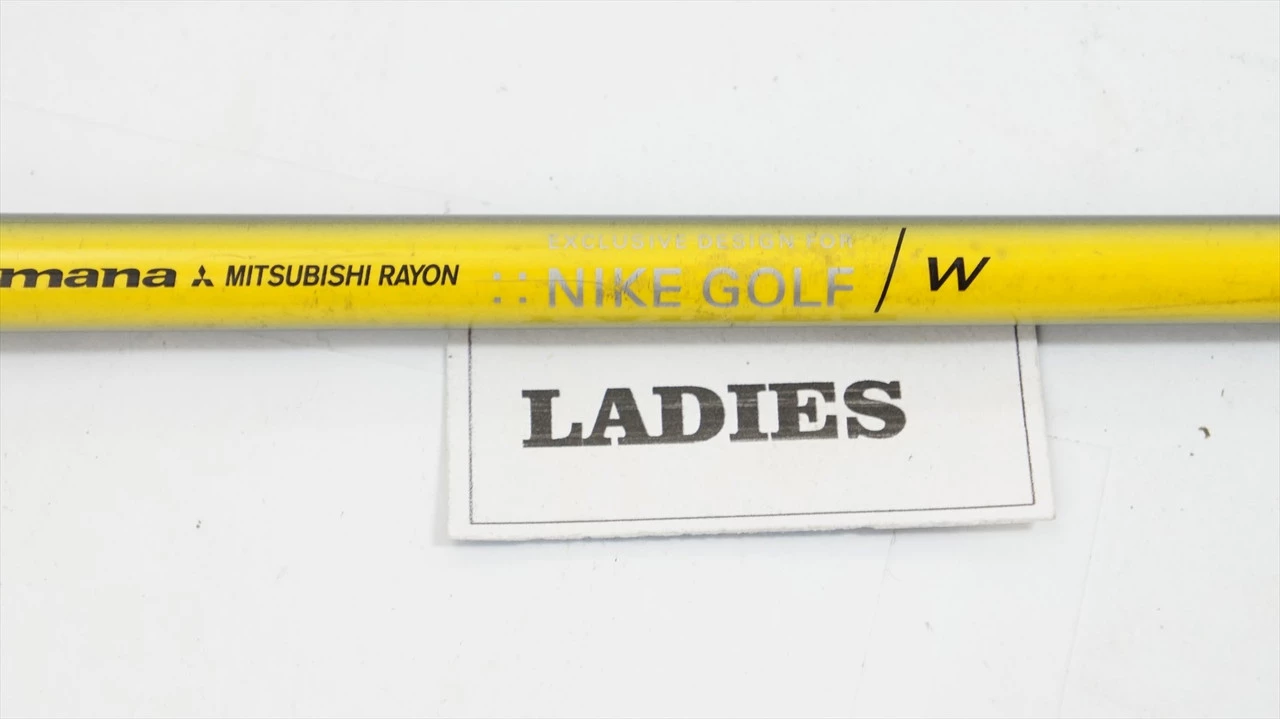 mana MITSUBISHI RAYON
EXCLUSIVE DESIGN FOR
:: NIKE GOLF / W
LADIES